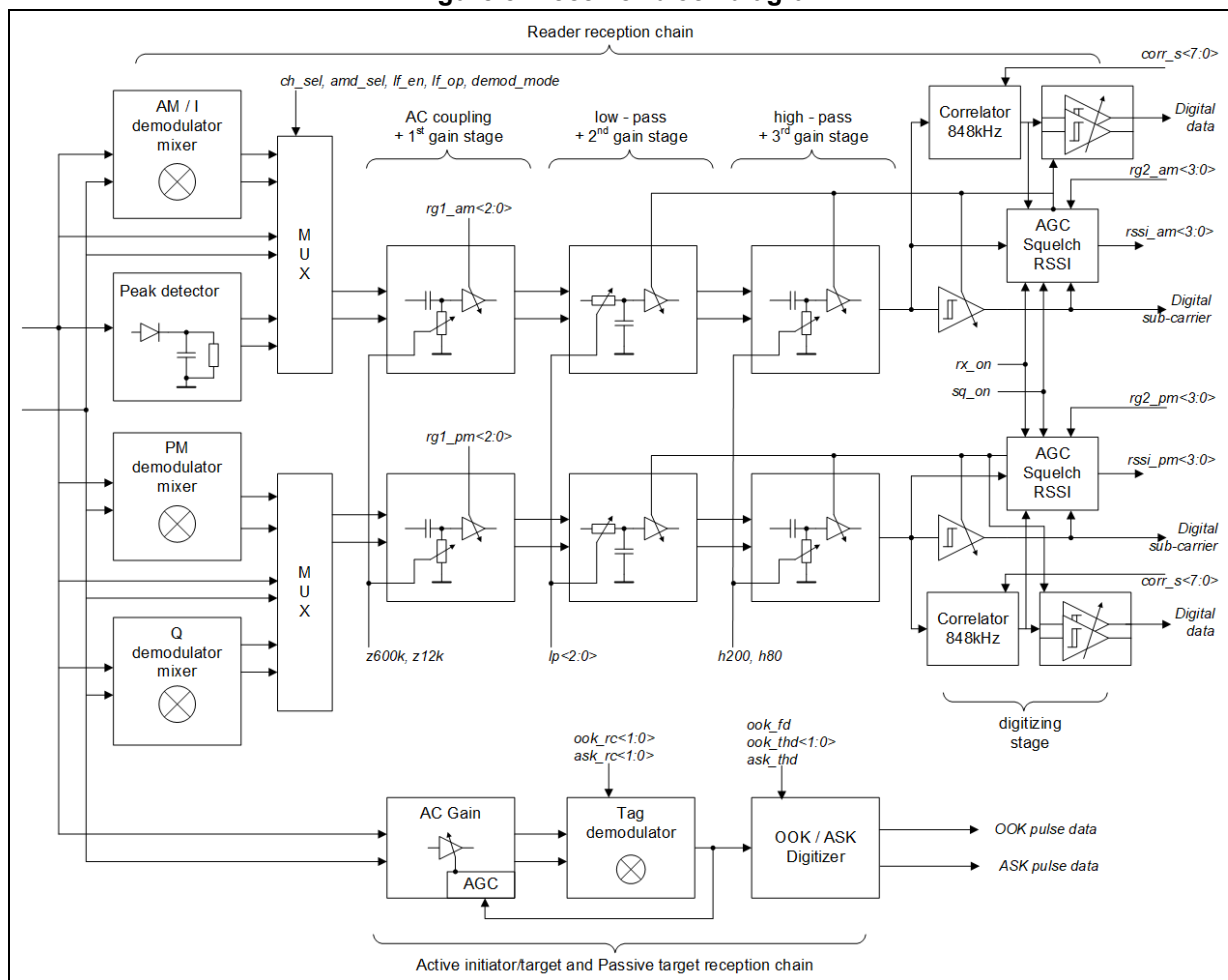 Reader reception chain
corr_s<7:0>
ch_sel, amd_sel, lf_en, lf_op, demod_mode
AM / I
demodulator
mixer
AC coupling
+ 1st gain stage
low - pass
+ 2nd gain stage
high - pass
+ 3rd gain stage
Correlator
848kHz
Digital
data
rg2_am<3:0>
M
U
X
rg1_am<2:0>
AGC
Squelch
RSSI
rssi_am<3:0>
Peak detector
Digital
sub-carrier
rx_on
sq_on
rg2_pm<3:0>
PM
demodulator
mixer
rg1_pm<2:0>
AGC
Squelch
RSSI
rssi_pm<3:0>
Digital
sub-carrier
M
U
X
corr_s<7:0>
Q
demodulator
mixer
Correlator
848kHz
Digital
data
z600k, z12k
lp<2:0>
h200, h80
digitizing
stage
ook_rc<1:0>
ask_rc<1:0>
ook_fd
ook_thd<1:0>
ask_thd
AC Gain
AGC
Tag
demodulator
OOK / ASK
Digitizer
OOK pulse data
ASK pulse data
Active initiator/target and Passive target reception chain